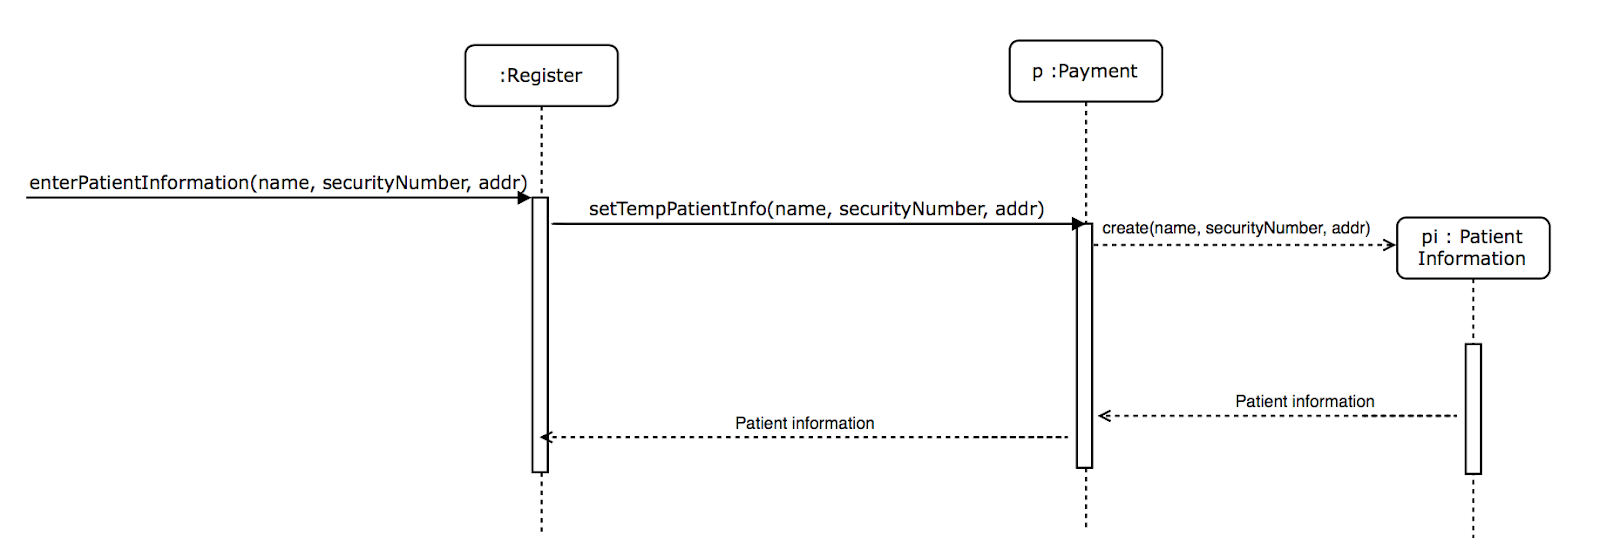 :Register
p :Payment
enterPatientInformation(name, securityNumber, addr)
setTempPatientInfo(name, securityNumber, addr)
create(name, securityNumber, addr)
pi : Patient
Information
Patient information
Patient information